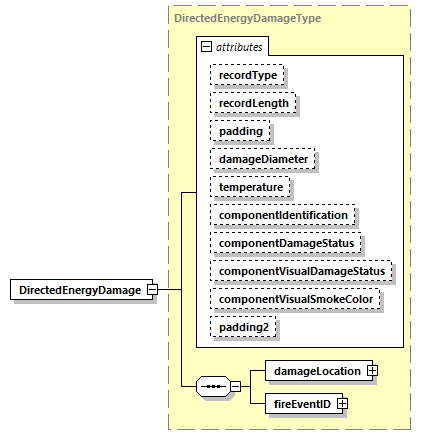 DirectedEnergyDamageType
attributes
recordType
recordLength
padding
damageDiameter
temperature
componentIdentification
componentDamageStatus
componentVisualDamageStatus
componentVisualSmokeColor
padding2
DirectedEnergyDamage
damageLocation
fireEventID